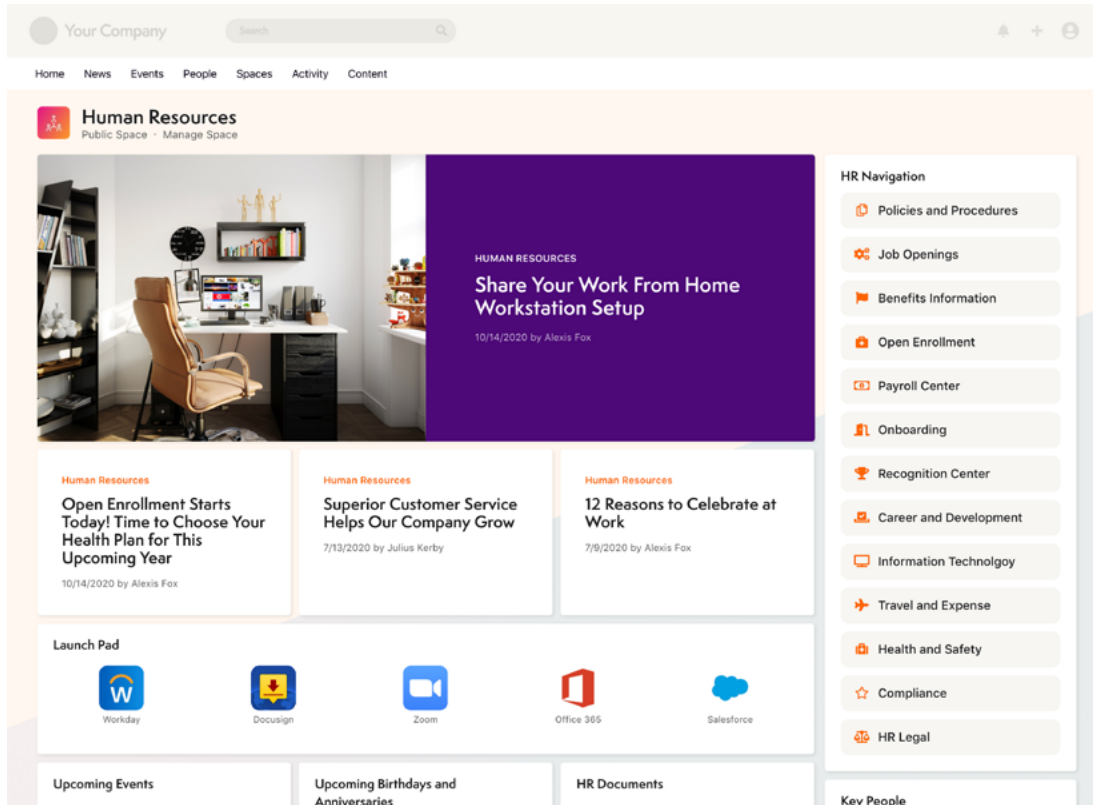 Your Company
Search
Home News Events People Spaces Activity Content
Human Resources
Public Space · Manage Space
HUMAN RESOURCES
Share Your Work From Home
Workstation Setup
10/14/2020 by Alexis Fox
Human Resources
Open Enrollment Starts
Today! Time to Choose Your
Health Plan for This
Upcoming Year
10/14/2020 by Alexis Fox
Human Resources
Superior Customer Service
Helps Our Company Grow
7/13/2020 by Julius Kerby
Human Resources
12 Reasons to Celebrate at
Work
7/9/2020 by Alexis Fox
Launch Pad
W
Workday
Docusign
Zoom
Office 365
salesforce
Salesforce
Upcoming Events
Upcoming Birthdays and
Anniversaries
HR Documents
HR Navigation
Policies and Procedures
Job Openings
Benefits Information
Open Enrollment
Payroll Center
Onboarding
Recognition Center
Career and Development
Information Technolgoy
Travel and Expense
Health and Safety
Compliance
HR Legal
Key People